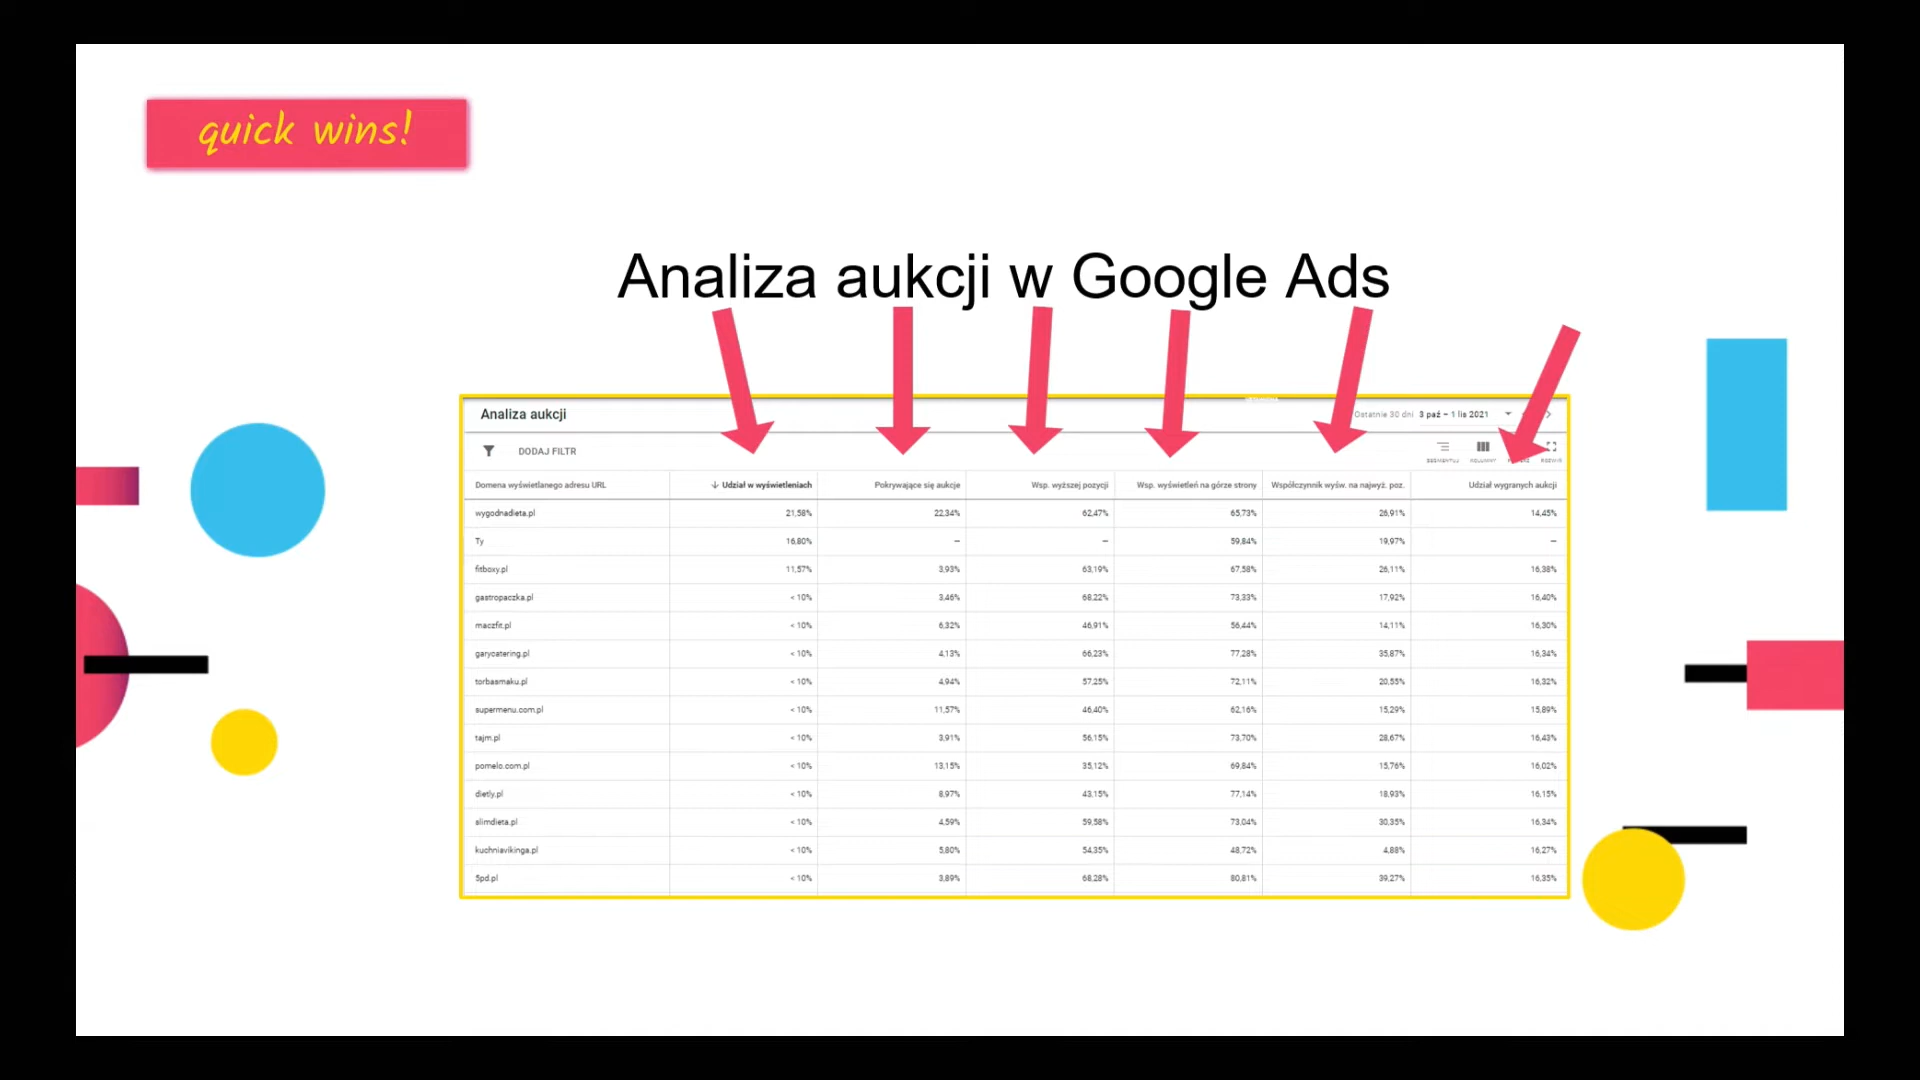 quick wins!
Analiza aukcji w Google Ads
Analiza aukcji
Ostatnie 30 dni 3 paź – 1 lis 2021
DODAJ FILTR
Domena wyświetlanego adresu URL ↓ Udział w wyświetleniach Pokrywające się aukcje Wsp. wyższej pozycji Wsp. wyświetleń na górze strony Współczynnik wyśw. na najwyż. poz. Udział wygranych aukcji
wygodnadieta.pl 21,58% 22,34% 62,47% 65,73% 26,91% 14,45%
Ty 16,80% – – 59,84% 19,97% –
fitboxy.pl 11,57% 3,93% 63,19% 67,58% 26,11% 16,38%
gastropaczka.pl < 10% 3,46% 68,22% 73,33% 17,92% 16,40%
maczfit.pl < 10% 6,32% 46,91% 56,44% 14,11% 16,30%
garycatering.pl < 10% 4,13% 66,23% 77,28% 35,87% 16,34%
torbasmaku.pl < 10% 4,94% 57,25% 72,11% 20,55% 16,32%
supermenu.com.pl < 10% 11,57% 46,40% 62,16% 15,29% 15,89%
tajm.pl < 10% 3,91% 56,15% 73,70% 28,67% 16,43%
pomelo.com.pl < 10% 13,15% 35,12% 69,84% 15,76% 16,02%
dietly.pl < 10% 8,97% 43,15% 77,14% 18,93% 16,15%
slimdieta.pl < 10% 4,59% 59,58% 73,04% 30,35% 16,34%
kuchniavikinga.pl < 10% 5,80% 54,35% 48,72% 4,88% 16,27%
5pd.pl < 10% 3,89% 68,28% 80,81% 39,27% 16,35%